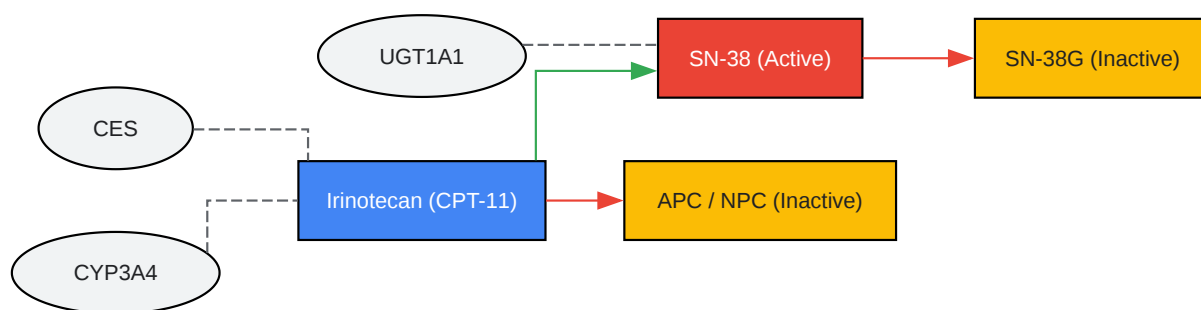 UGT1A1
SN-38 (Active)
SN-38G (Inactive)
CES
Irinotecan (CPT-11)
APC / NPC (Inactive)
CYP3A4